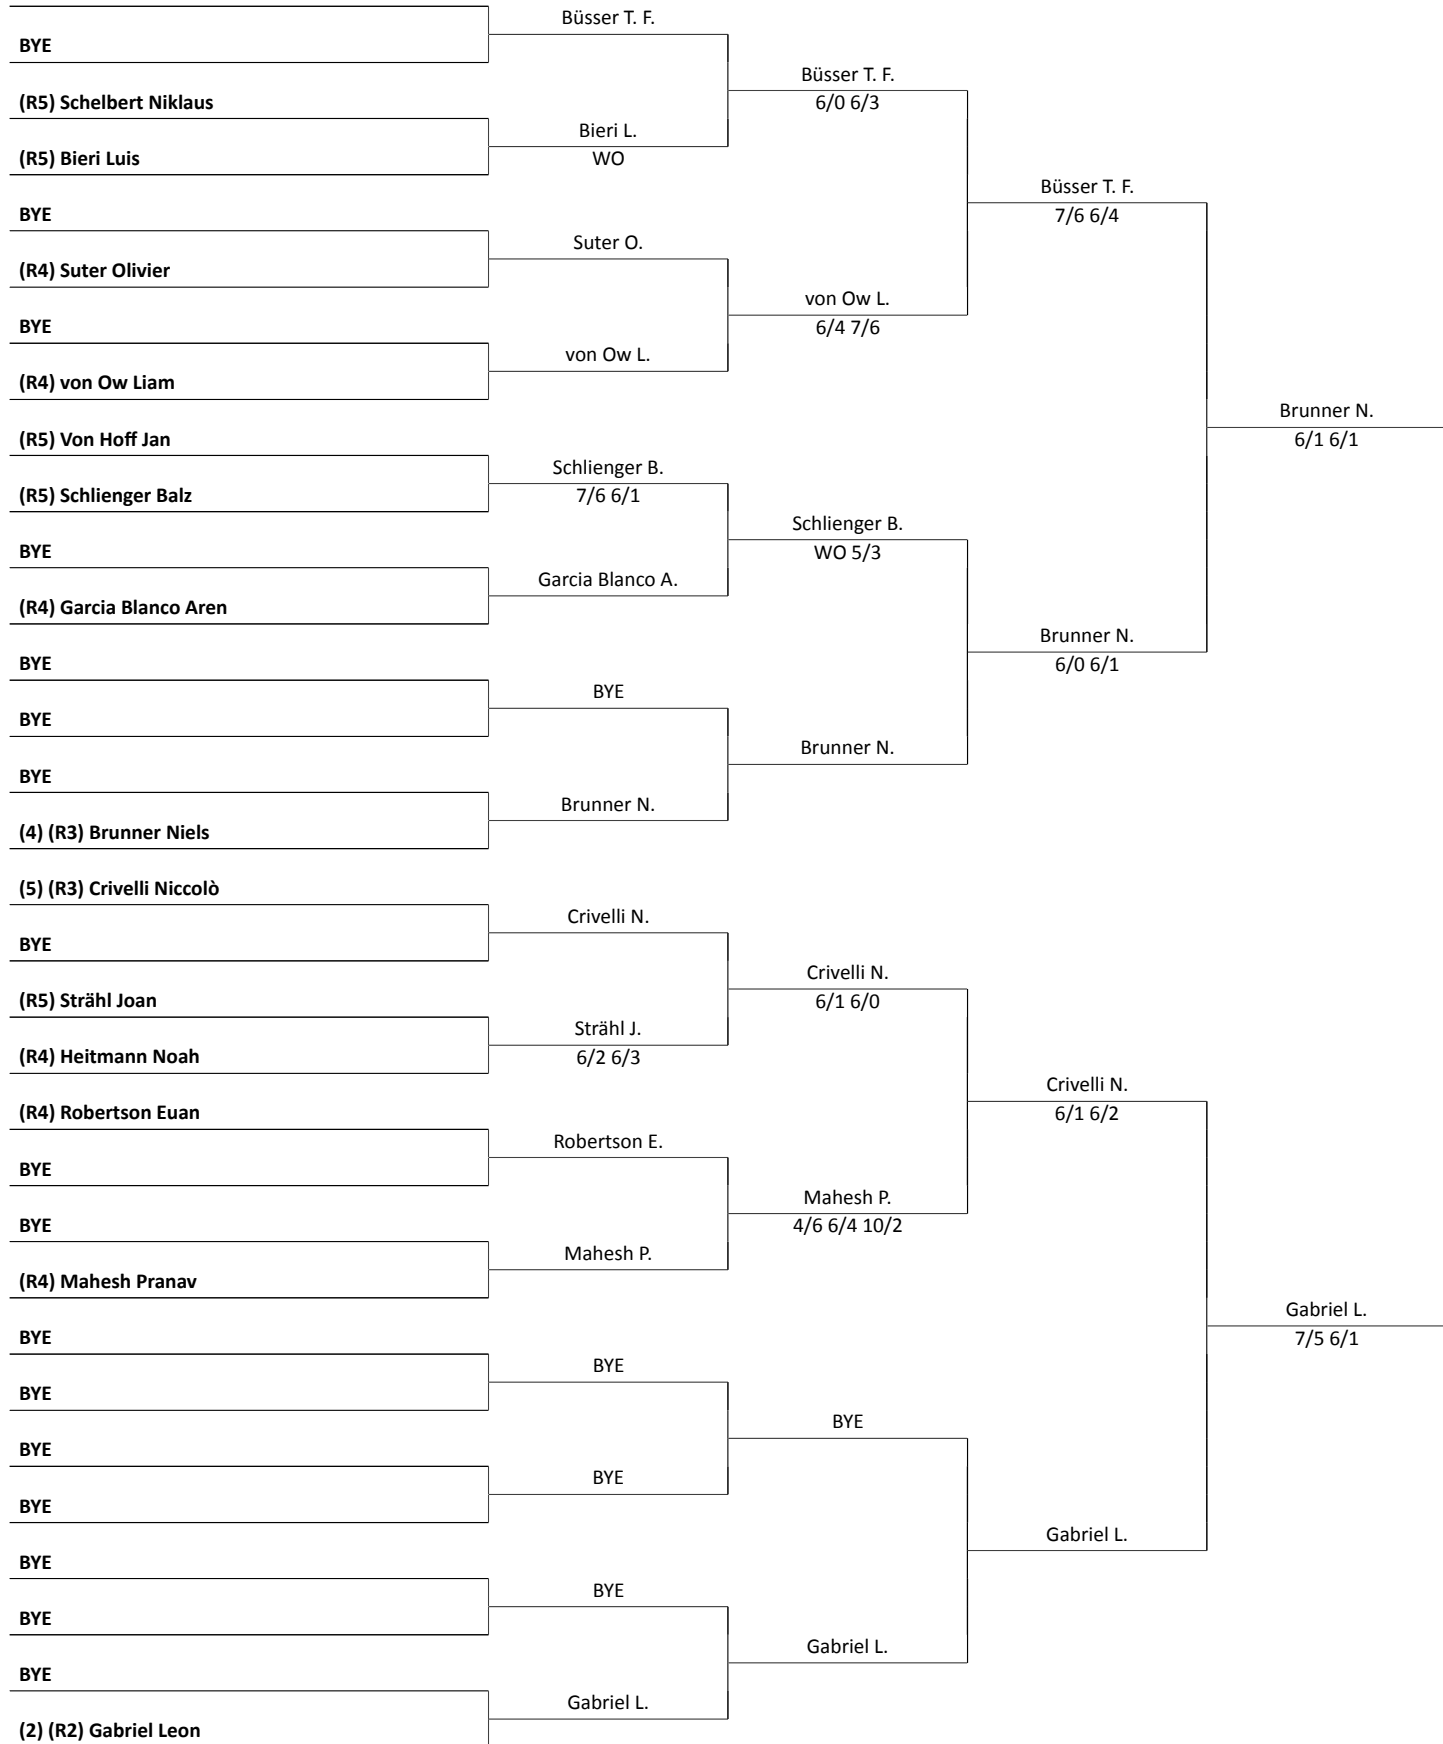 Büsser T. F.
BYE
Büsser T. F.
6/0 6/3
(R5) Schelbert Niklaus
Bieri L.
WO
(R5) Bieri Luis
Büsser T. F.
7/6 6/4
BYE
Suter O.
(R4) Suter Olivier
von Ow L.
6/4 7/6
BYE
von Ow L.
(R4) von Ow Liam
Brunner N.
6/1 6/1
(R5) Von Hoff Jan
Schlienger B.
7/6 6/1
(R5) Schlienger Balz
Schlienger B.
WO 5/3
BYE
Garcia Blanco A.
(R4) Garcia Blanco Aren
Brunner N.
6/0 6/1
BYE
BYE
BYE
Brunner N.
BYE
Brunner N.
(4) (R3) Brunner Niels
(5) (R3) Crivelli Niccolò
Crivelli N.
BYE
Crivelli N.
6/1 6/0
(R5) Strähl Joan
Strähl J.
6/2 6/3
(R4) Heitmann Noah
Crivelli N.
6/1 6/2
(R4) Robertson Euan
Robertson E.
BYE
Mahesh P.
4/6 6/4 10/2
BYE
Mahesh P.
(R4) Mahesh Pranav
Gabriel L.
7/5 6/1
BYE
BYE
BYE
BYE
BYE
BYE
BYE
Gabriel L.
BYE
BYE
BYE
Gabriel L.
BYE
Gabriel L.
(2) (R2) Gabriel Leon